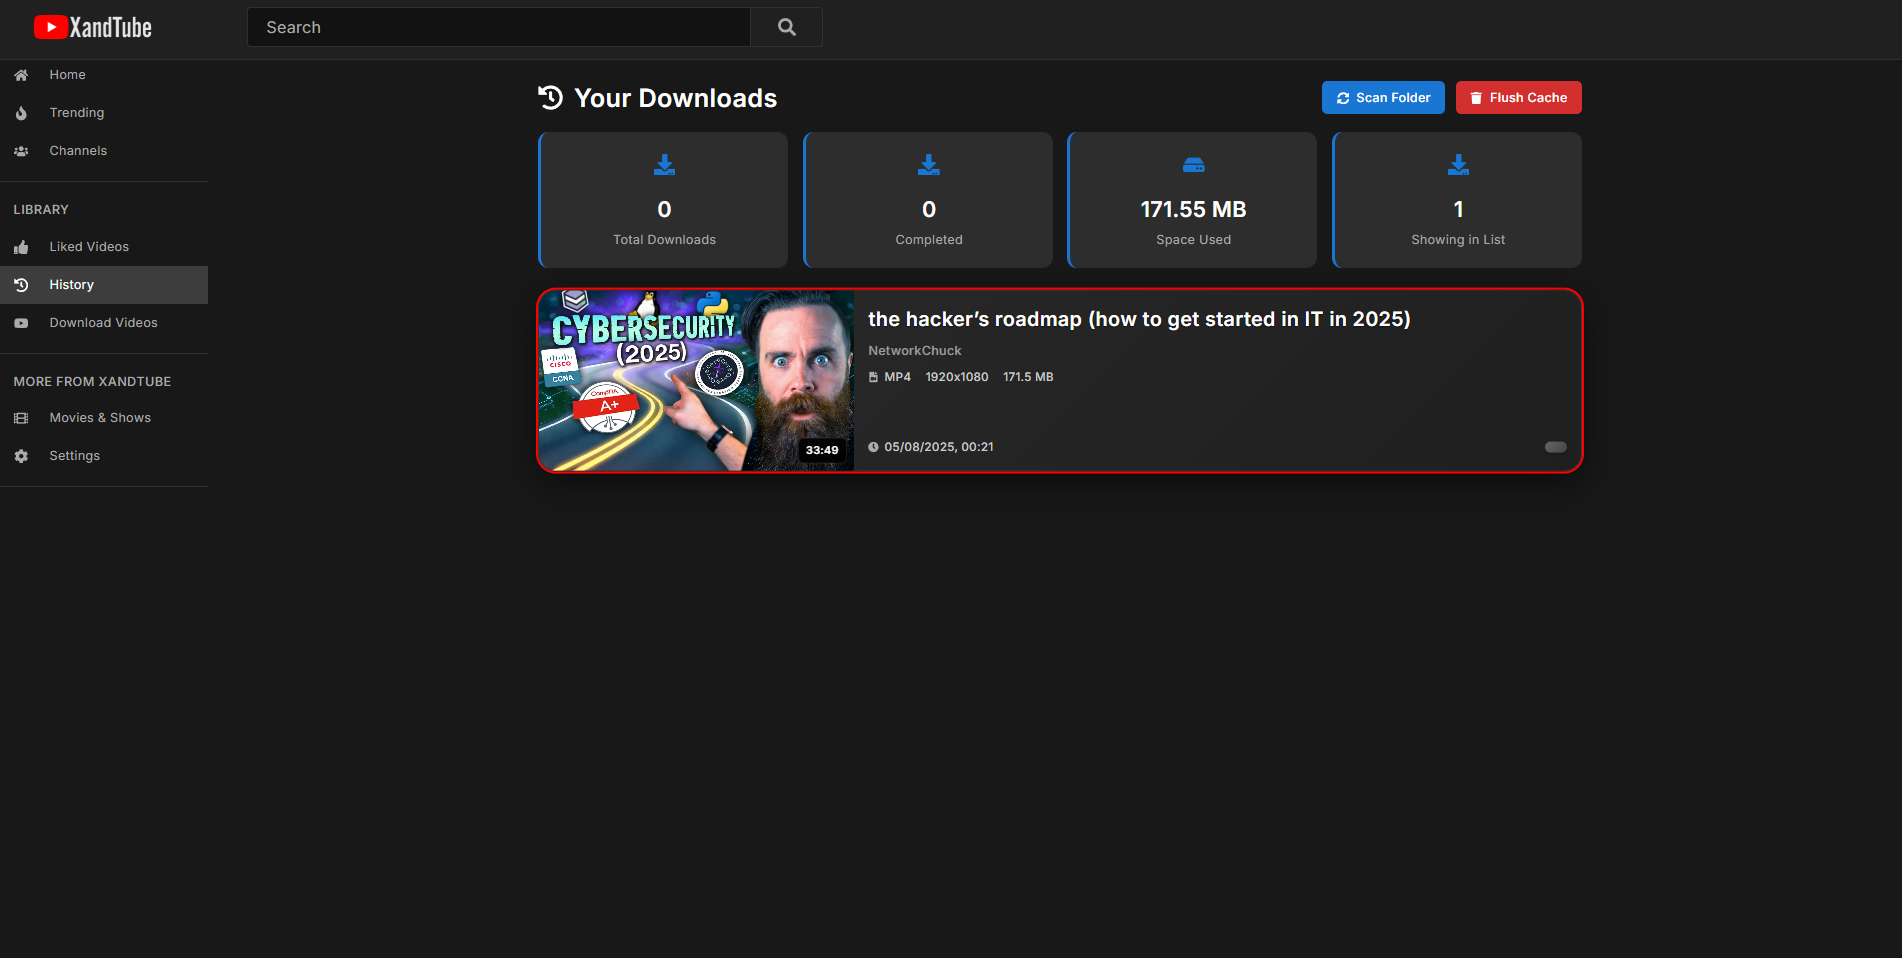 XandTube
Search
Home
Trending
Channels
LIBRARY
Liked Videos
History
Download Videos
MORE FROM XANDTUBE
Movies & Shows
Settings
Your Downloads
Scan Folder
Flush Cache
0
Total Downloads
0
Completed
171.55 MB
Space Used
1
Showing in List
CYBERSECURITY
(2025)
CISCO
CCNA
CompTIA
A+
33:49
the hacker’s roadmap (how to get started in IT in 2025)
NetworkChuck
MP4 1920x1080 171.5 MB
05/08/2025, 00:21